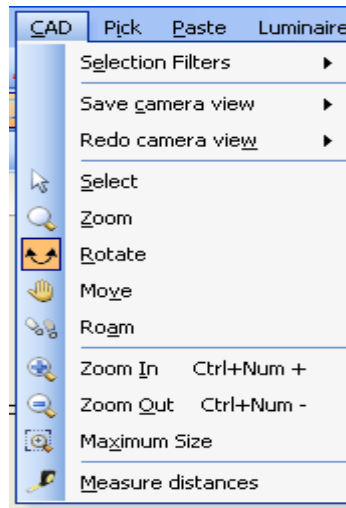 CAD Pick Paste Luminaire
Selection Filters
Save camera view
Redo camera view
Select
Zoom
Rotate
Move
Roam
Zoom In Ctrl+Num +
Zoom Out Ctrl+Num -
Maximum Size
Measure distances